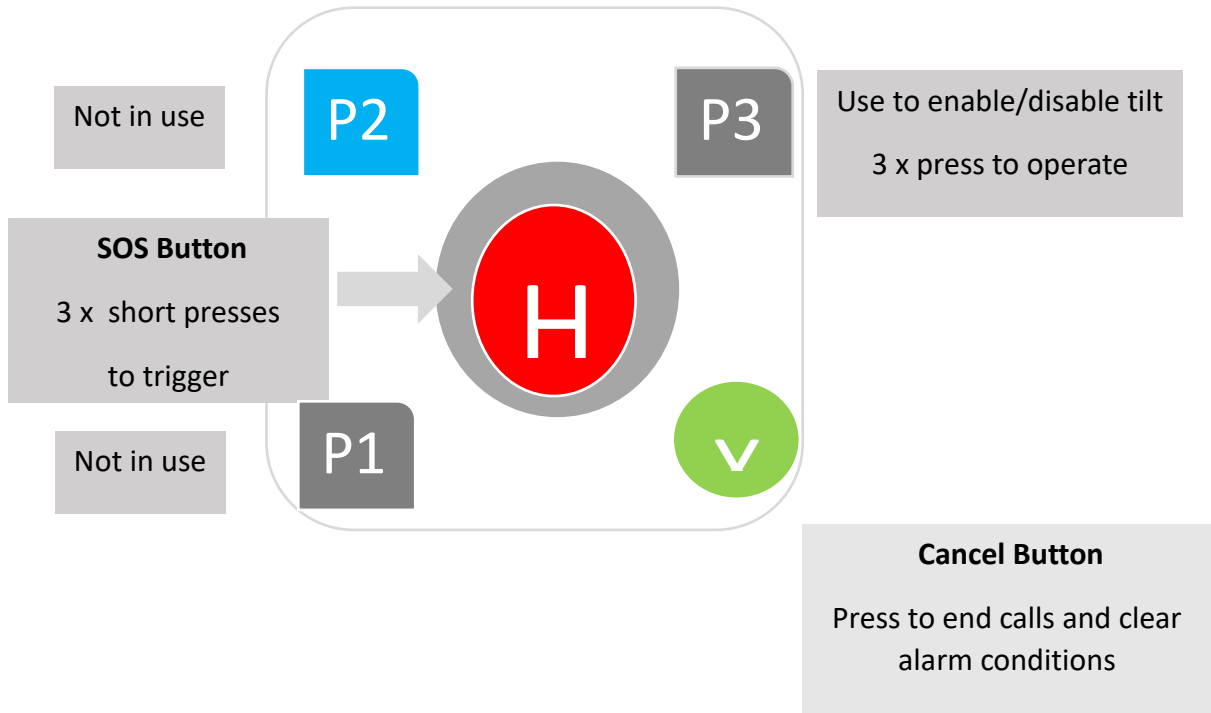 P2
P3
Not in use
Use to enable/disable tilt
3 x press to operate
SOS Button
3 x  short presses
to trigger
H
Not in use
P1
v
Cancel Button
Press to end calls and clear
alarm conditions